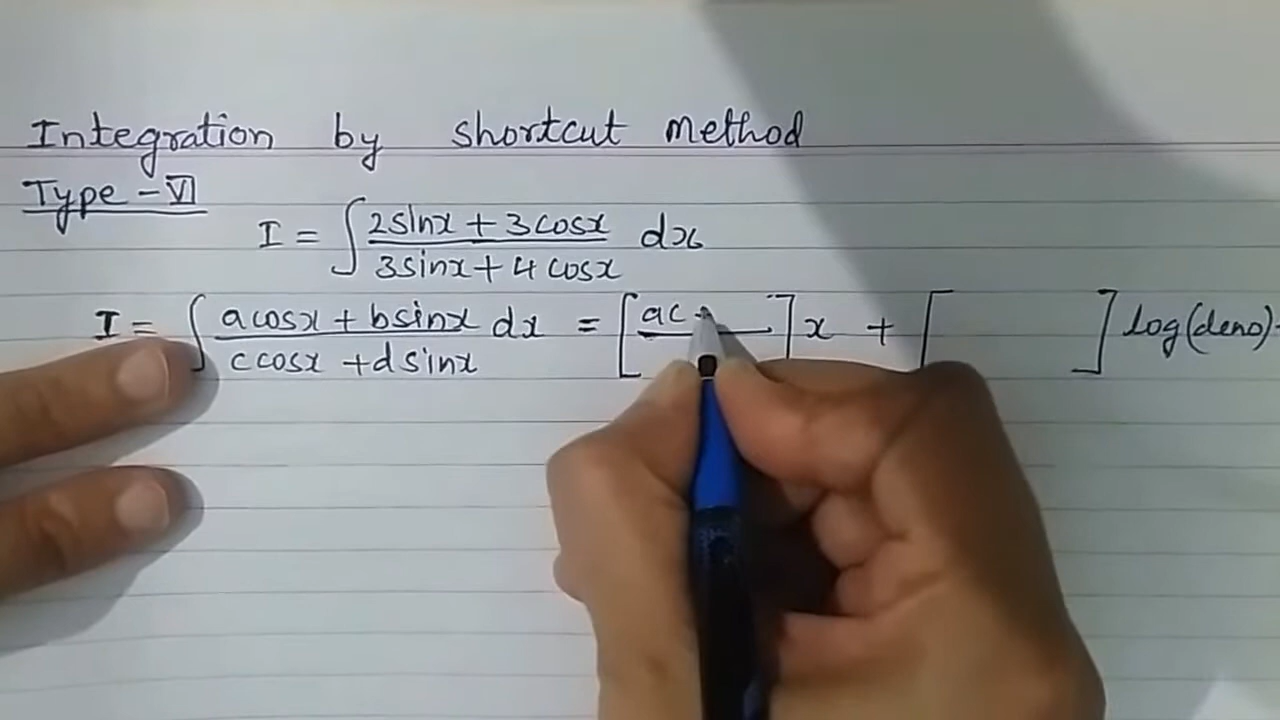 Integration by shortcut method
Type - VI
I = ∫ (2sinx + 3cosx)/(3sinx + 4cosx) dx
I = ∫ (acosx + bsinx)/(ccosx + dsinx) dx = [ac + ] x + [ ] log(deno)